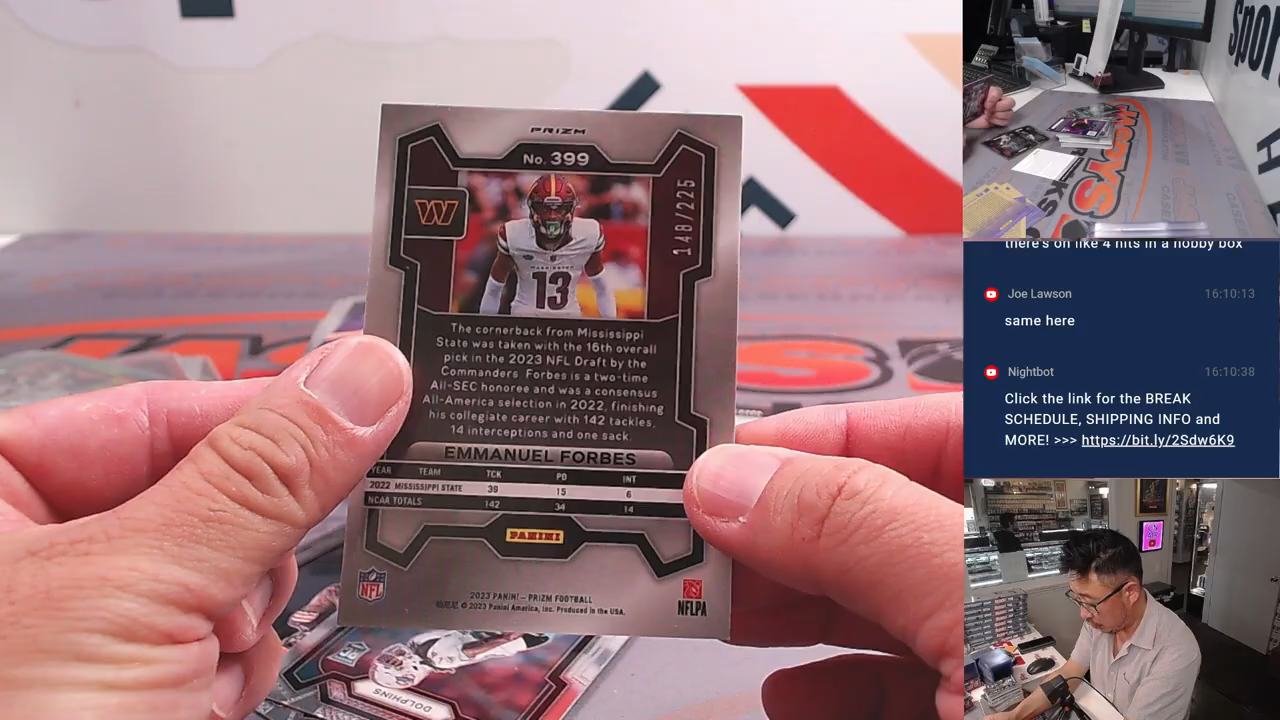 PRIZM
No. 399
W
148/225
WASHINGTON
13
The cornerback from Mississippi
State was taken with the 16th overall
pick in the 2023 NFL Draft by the
Commanders. Forbes is a two-time
All-SEC honoree and was a consensus
All-America selection in 2022, finishing
his collegiate career with 142 tackles,
14 interceptions and one sack.
EMMANUEL FORBES
YEAR TEAM TCK PD INT
2022 MISSISSIPPI STATE 39 15 6
NCAA TOTALS 142 34 14
PANINI
NFL
2023 PANINI – PRIZM FOOTBALL
© 2023 Panini America, Inc. Produced in the USA.
NFLPA
DOLPHINS
Spor
there's on like 4 hits in a hobby box
Joe Lawson 16:10:13
same here
Nightbot 16:10:38
Click the link for the BREAK
SCHEDULE, SHIPPING INFO and
MORE! >>> https://bit.ly/2Sdw6K9